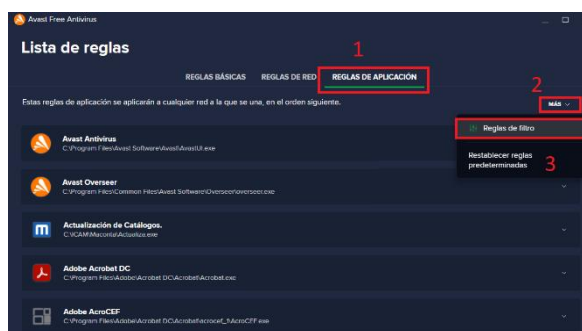 Avast Free Antivirus
Lista de reglas
1
REGLAS BÁSICAS REGLAS DE RED REGLAS DE APLICACIÓN
2
Estas reglas de aplicación se aplicarán a cualquier red a la que se una, en el orden siguiente.
MÁS
Reglas de filtro
Restablecer reglas
predeterminadas
3
Avast Antivirus
C:\Program Files\Avast Software\Avast\AvastUI.exe
Avast Overseer
C:\Program Files\Common Files\Avast Software\Overseer\overseer.exe
m
Actualización de Catálogos.
C:\ICAM\Maconta\Actualiza.exe
Adobe Acrobat DC
C:\Program Files\Adobe\Acrobat DC\Acrobat\Acrobat.exe
Adobe AcroCEF
C:\Program Files\Adobe\Acrobat DC\Acrobat\acrocef_1\AcroCEF.exe